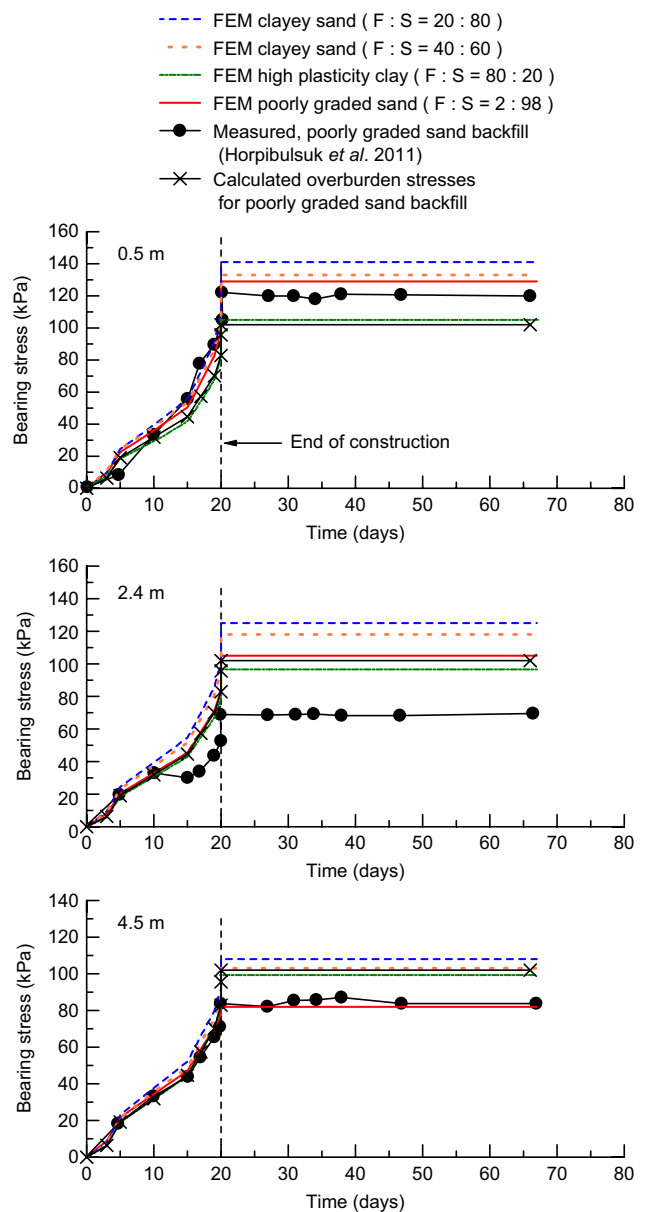 FEM clayey sand ( F : S = 20 : 80 )
FEM clayey sand ( F : S = 40 : 60 )
FEM high plasticity clay ( F : S = 80 : 20 )
FEM poorly graded sand ( F : S = 2 : 98 )
Measured, poorly graded sand backfill
(Horpibulsuk et al. 2011)
Calculated overburden stresses
for poorly graded sand backfill
160
140
120
100
80
60
40
20
0
Bearing stress (kPa)
0.5 m
End of construction
0 10 20 30 40 50 60 70 80
Time (days)
160
140
120
100
80
60
40
20
0
Bearing stress (kPa)
2.4 m
0 10 20 30 40 50 60 70 80
Time (days)
140
120
100
80
60
40
20
0
Bearing stress (kPa)
4.5 m
0 10 20 30 40 50 60 70 80
Time (days)